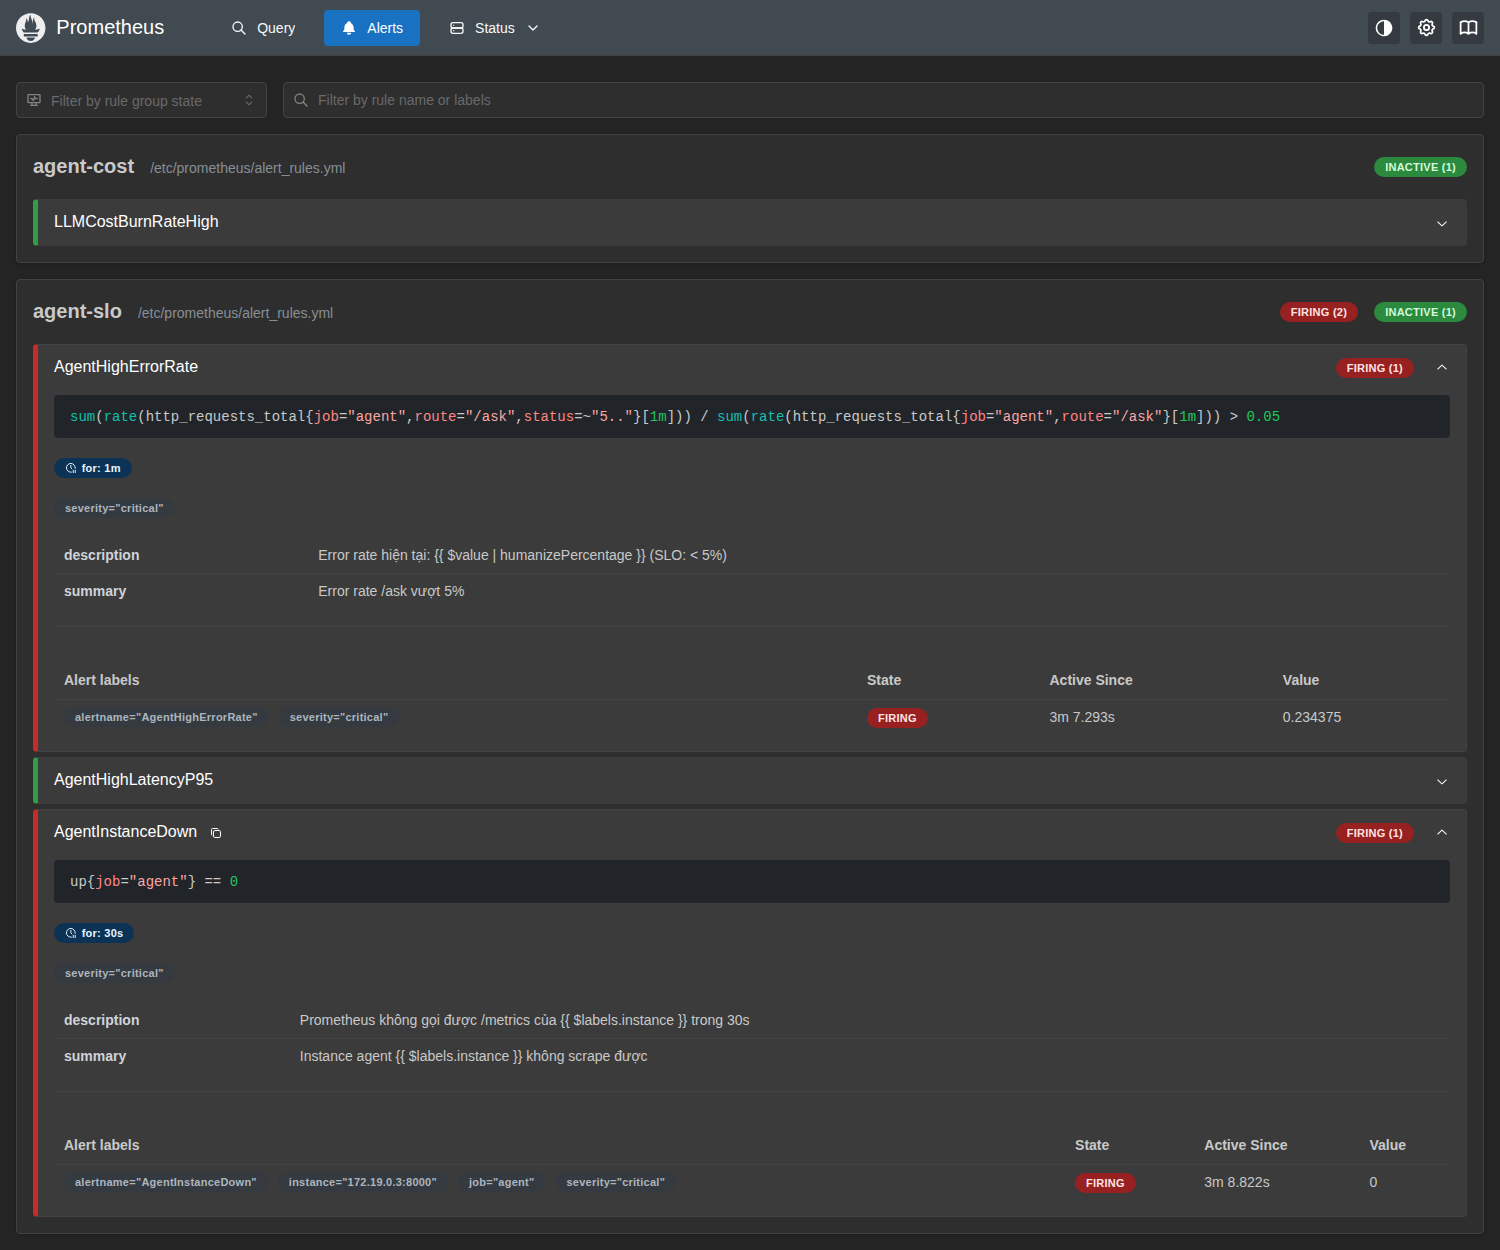 Prometheus
Query
Alerts
Status
Filter by rule group state
Filter by rule name or labels
agent-cost /etc/prometheus/alert_rules.yml INACTIVE (1)
LLMCostBurnRateHigh
agent-slo /etc/prometheus/alert_rules.yml FIRING (2) INACTIVE (1)
AgentHighErrorRate FIRING (1)
sum(rate(http_requests_total{job="agent",route="/ask",status=~"5.."}[1m])) / sum(rate(http_requests_total{job="agent",route="/ask"}[1m])) > 0.05
for: 1m
severity="critical"
description Error rate hiện tại: {{ $value | humanizePercentage }} (SLO: < 5%)
summary Error rate /ask vượt 5%
Alert labels State Active Since Value
alertname="AgentHighErrorRate" severity="critical" FIRING 3m 7.293s 0.234375
AgentHighLatencyP95
AgentInstanceDown FIRING (1)
up{job="agent"} == 0
for: 30s
severity="critical"
description Prometheus không gọi được /metrics của {{ $labels.instance }} trong 30s
summary Instance agent {{ $labels.instance }} không scrape được
Alert labels State Active Since Value
alertname="AgentInstanceDown" instance="172.19.0.3:8000" job="agent" severity="critical" FIRING 3m 8.822s 0